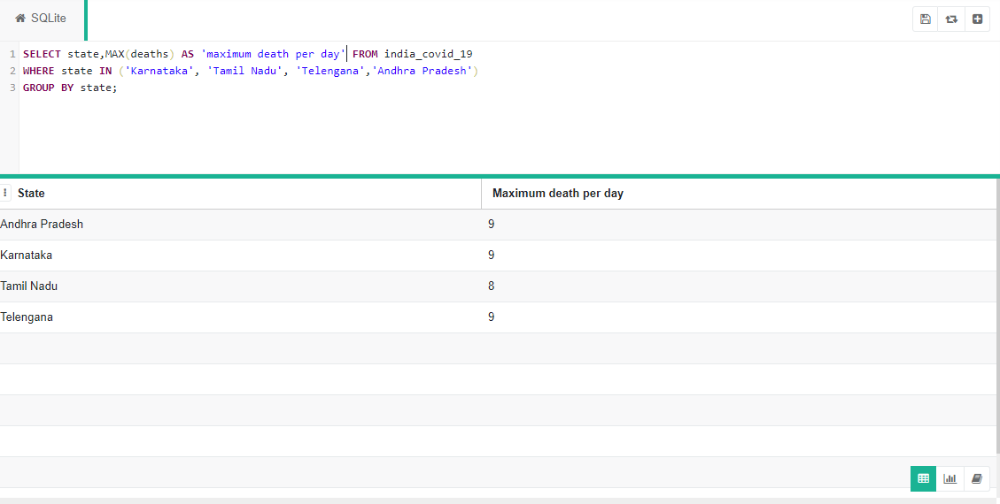 SQLite
1 SELECT state,MAX(deaths) AS 'maximum death per day' FROM india_covid_19
2 WHERE state IN ('Karnataka', 'Tamil Nadu', 'Telengana','Andhra Pradesh')
3 GROUP BY state;
State Maximum death per day
Andhra Pradesh 9
Karnataka 9
Tamil Nadu 8
Telengana 9